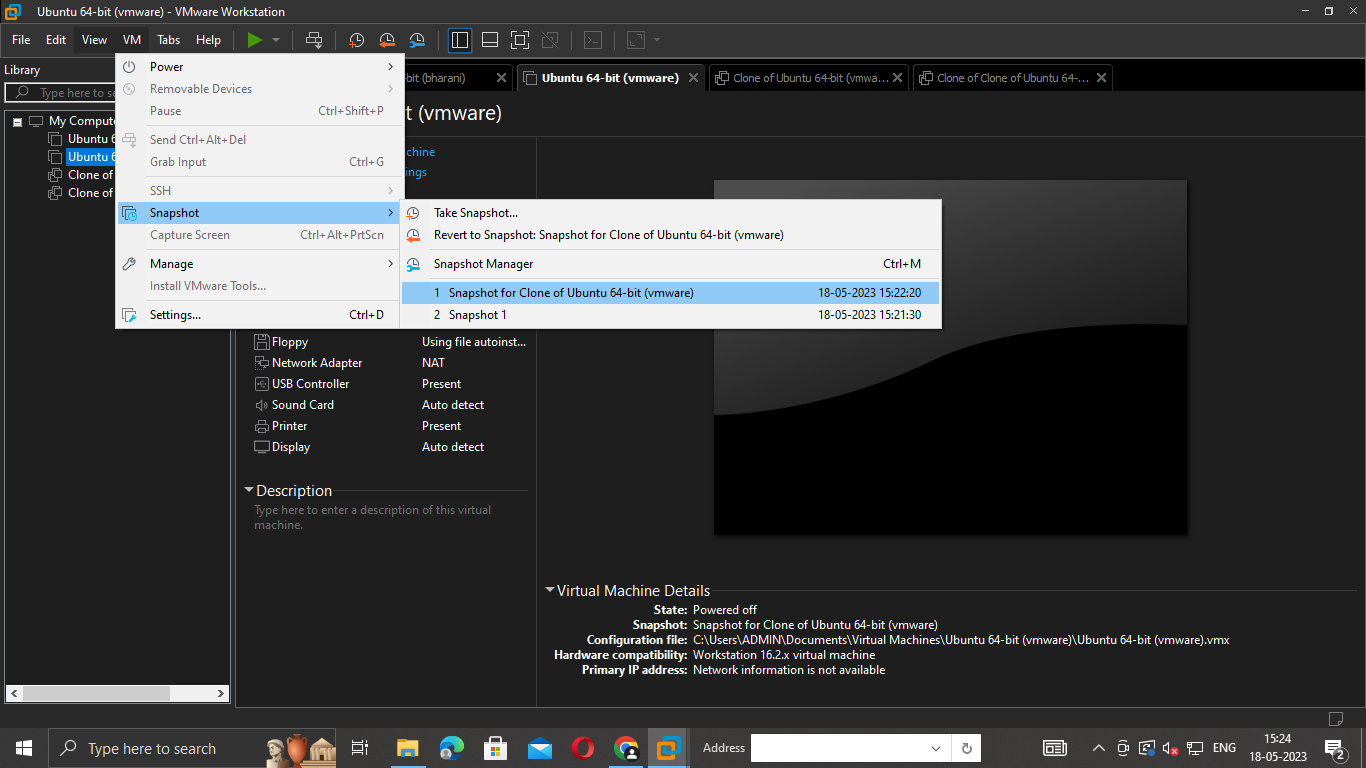 Ubuntu 64-bit (vmware) - VMware Workstation
File Edit View VM Tabs Help
Library
Type here to se
-bit (bharani)
Ubuntu 64-bit (vmware)
Clone of Ubuntu 64-bit (vmwa...
Clone of Clone of Ubuntu 64-...
My Compute
Ubuntu 6
Ubuntu 6
Clone of
Clone of
t (vmware)
chine
ngs
Power
Removable Devices
Pause Ctrl+Shift+P
Send Ctrl+Alt+Del
Grab Input Ctrl+G
SSH
Snapshot
Capture Screen Ctrl+Alt+PrtScn
Manage
Install VMware Tools...
Settings... Ctrl+D
Take Snapshot...
Revert to Snapshot: Snapshot for Clone of Ubuntu 64-bit (vmware)
Snapshot Manager Ctrl+M
1 Snapshot for Clone of Ubuntu 64-bit (vmware) 18-05-2023 15:22:20
2 Snapshot 1 18-05-2023 15:21:30
Floppy Using file autoinst...
Network Adapter NAT
USB Controller Present
Sound Card Auto detect
Printer Present
Display Auto detect
Description
Type here to enter a description of this virtual
machine.
Virtual Machine Details
State: Powered off
Snapshot: Snapshot for Clone of Ubuntu 64-bit (vmware)
Configuration file: C:\Users\ADMIN\Documents\Virtual Machines\Ubuntu 64-bit (vmware)\Ubuntu 64-bit (vmware).vmx
Hardware compatibility: Workstation 16.2.x virtual machine
Primary IP address: Network information is not available
Type here to search
Address
ENG
15:24
18-05-2023
2